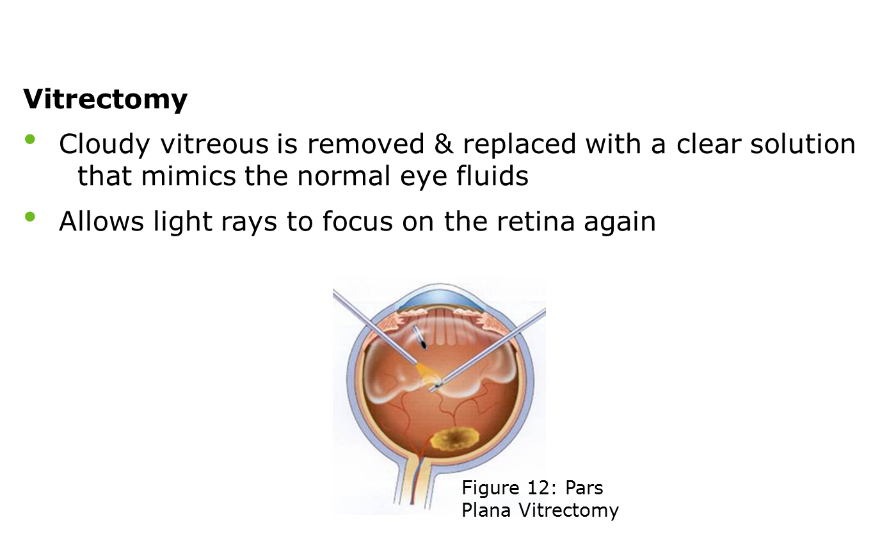 Vitrectomy
• Cloudy vitreous is removed & replaced with a clear solution
that mimics the normal eye fluids
• Allows light rays to focus on the retina again
Figure 12: Pars
Plana Vitrectomy